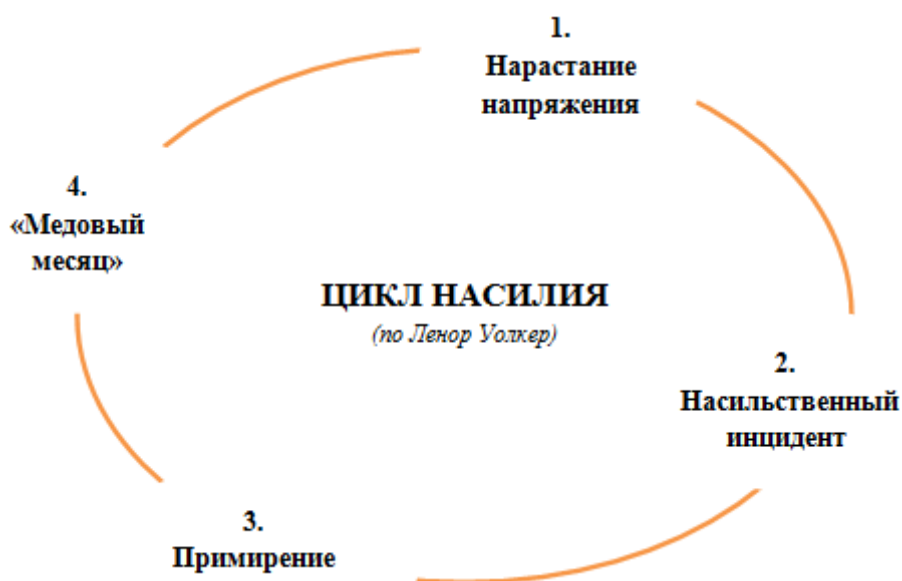 1.
Нарастание
напряжения
4.
«Медовый
месяц»
ЦИКЛ НАСИЛИЯ
(по Ленор Уолкер)
2.
Насильственный
инцидент
3.
Примирение